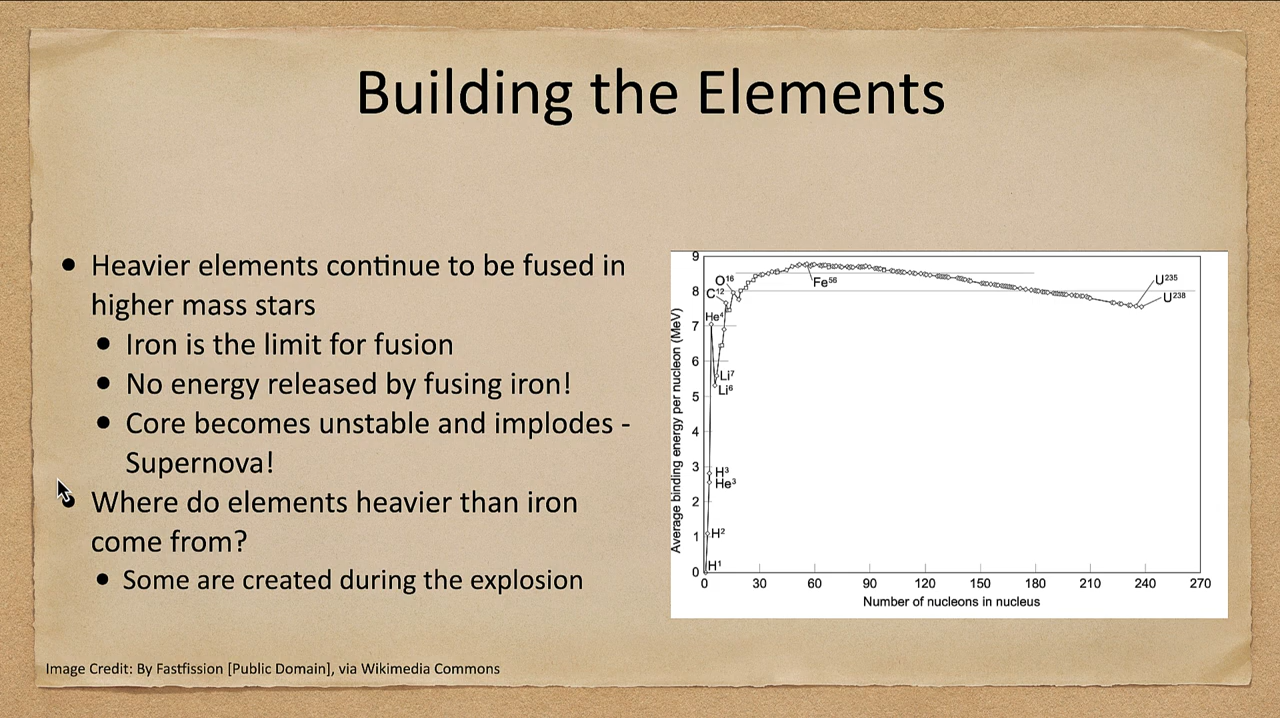 Building the Elements
• Heavier elements continue to be fused in
higher mass stars
• Iron is the limit for fusion
• No energy released by fusing iron!
• Core becomes unstable and implodes -
Supernova!
• Where do elements heavier than iron
come from?
• Some are created during the explosion
Image Credit: By Fastfission [Public Domain], via Wikimedia Commons
Average binding energy per nucleon (MeV)
9
8
7
6
5
4
3
2
1
0
O¹⁶
C¹²
He⁴
Li⁷
Li⁶
H³
He³
H²
H¹
Fe⁵⁶
U²³⁵
U²³⁸
0 30 60 90 120 150 180 210 240 270
Number of nucleons in nucleus